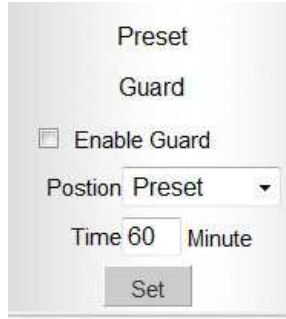 Preset
Guard
Enable Guard
Postion Preset
Time 60 Minute
Set